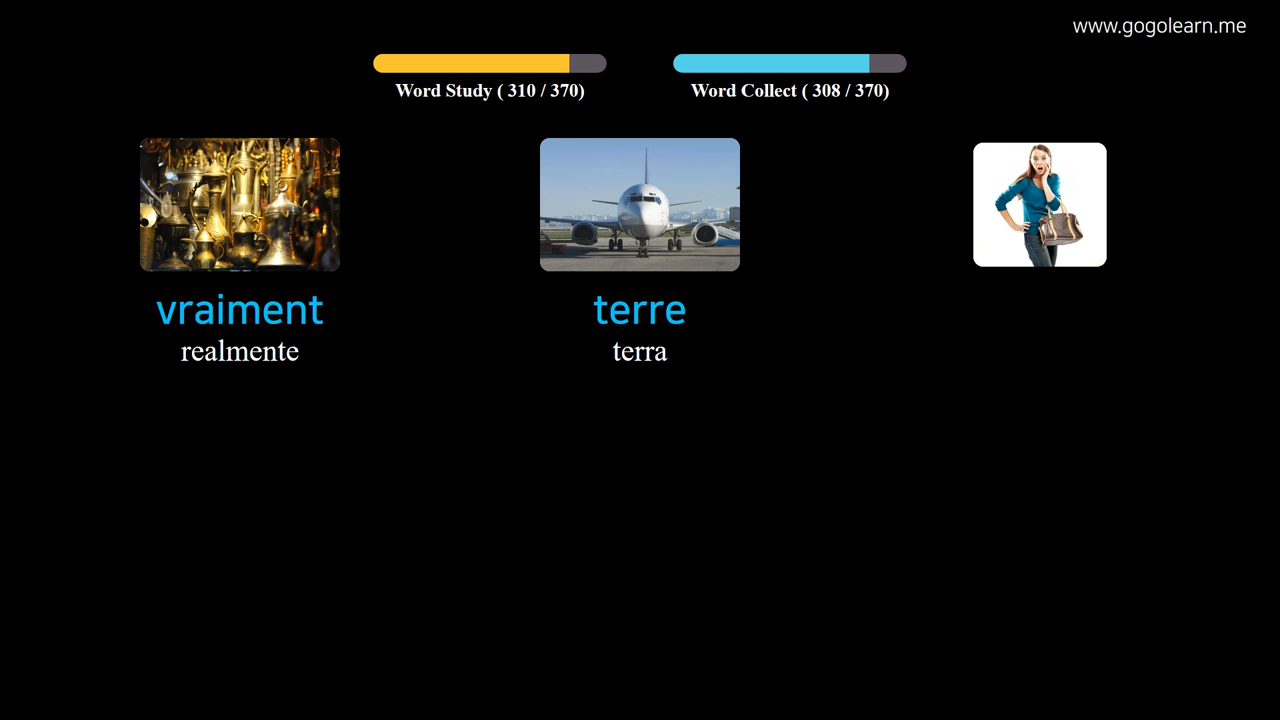 www.gogolearn.me
Word Study ( 310 / 370)
Word Collect ( 308 / 370)
vraiment
realmente
terre
terra